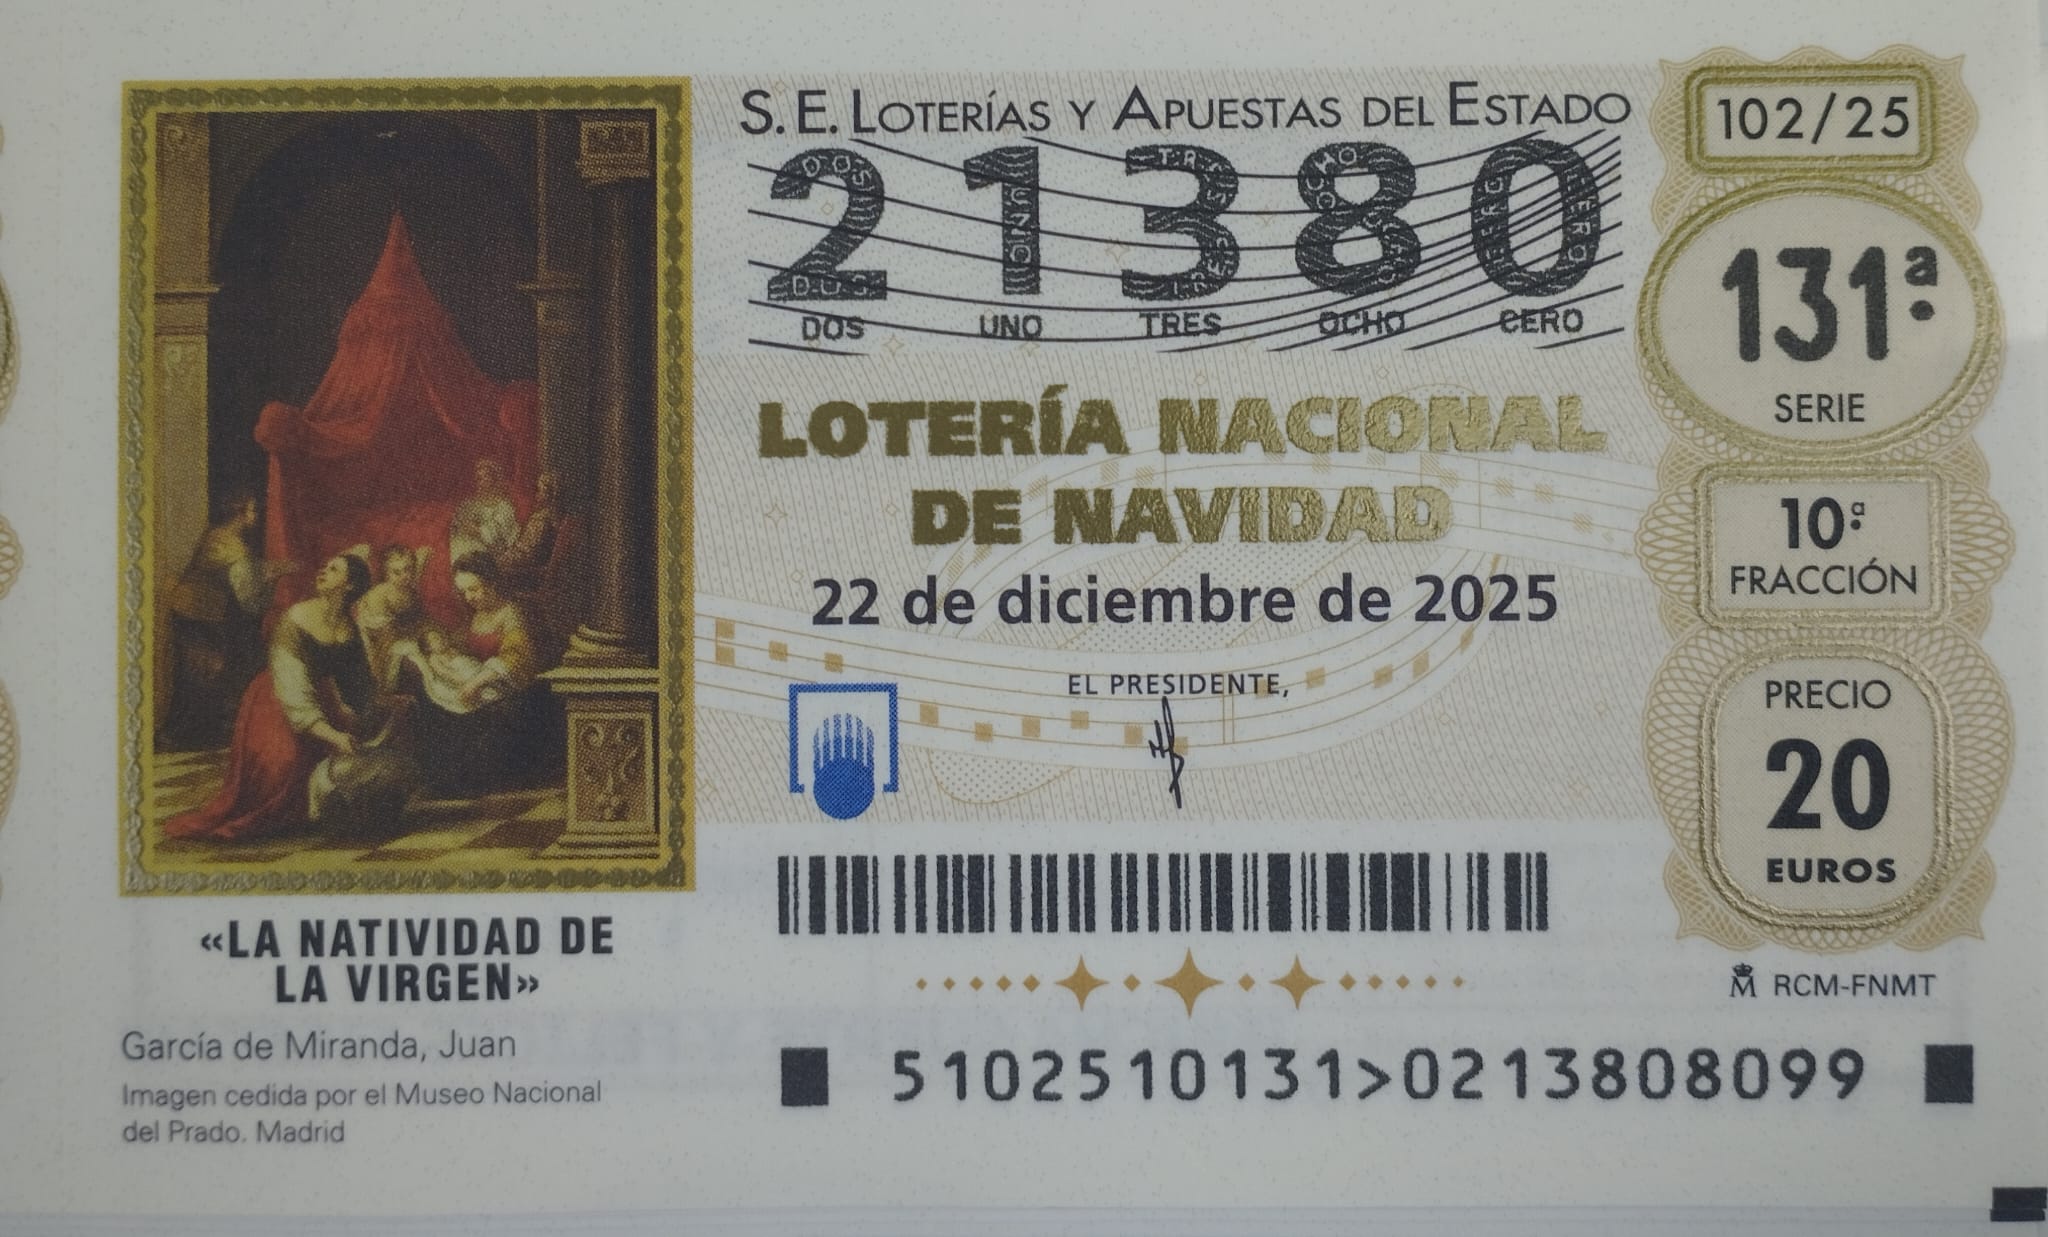 S. E. LOTERÍAS Y APUESTAS DEL ESTADO
21380
DOS UNO TRES OCHO CERO
LOTERÍA NACIONAL
DE NAVIDAD
22 de diciembre de 2025
EL PRESIDENTE,
102/25
131ª
SERIE
10ª
FRACCIÓN
PRECIO
20
EUROS
RCM-FNMT
«LA NATIVIDAD DE
LA VIRGEN»
García de Miranda, Juan
Imagen cedida por el Museo Nacional
del Prado. Madrid
5102510131>0213808099